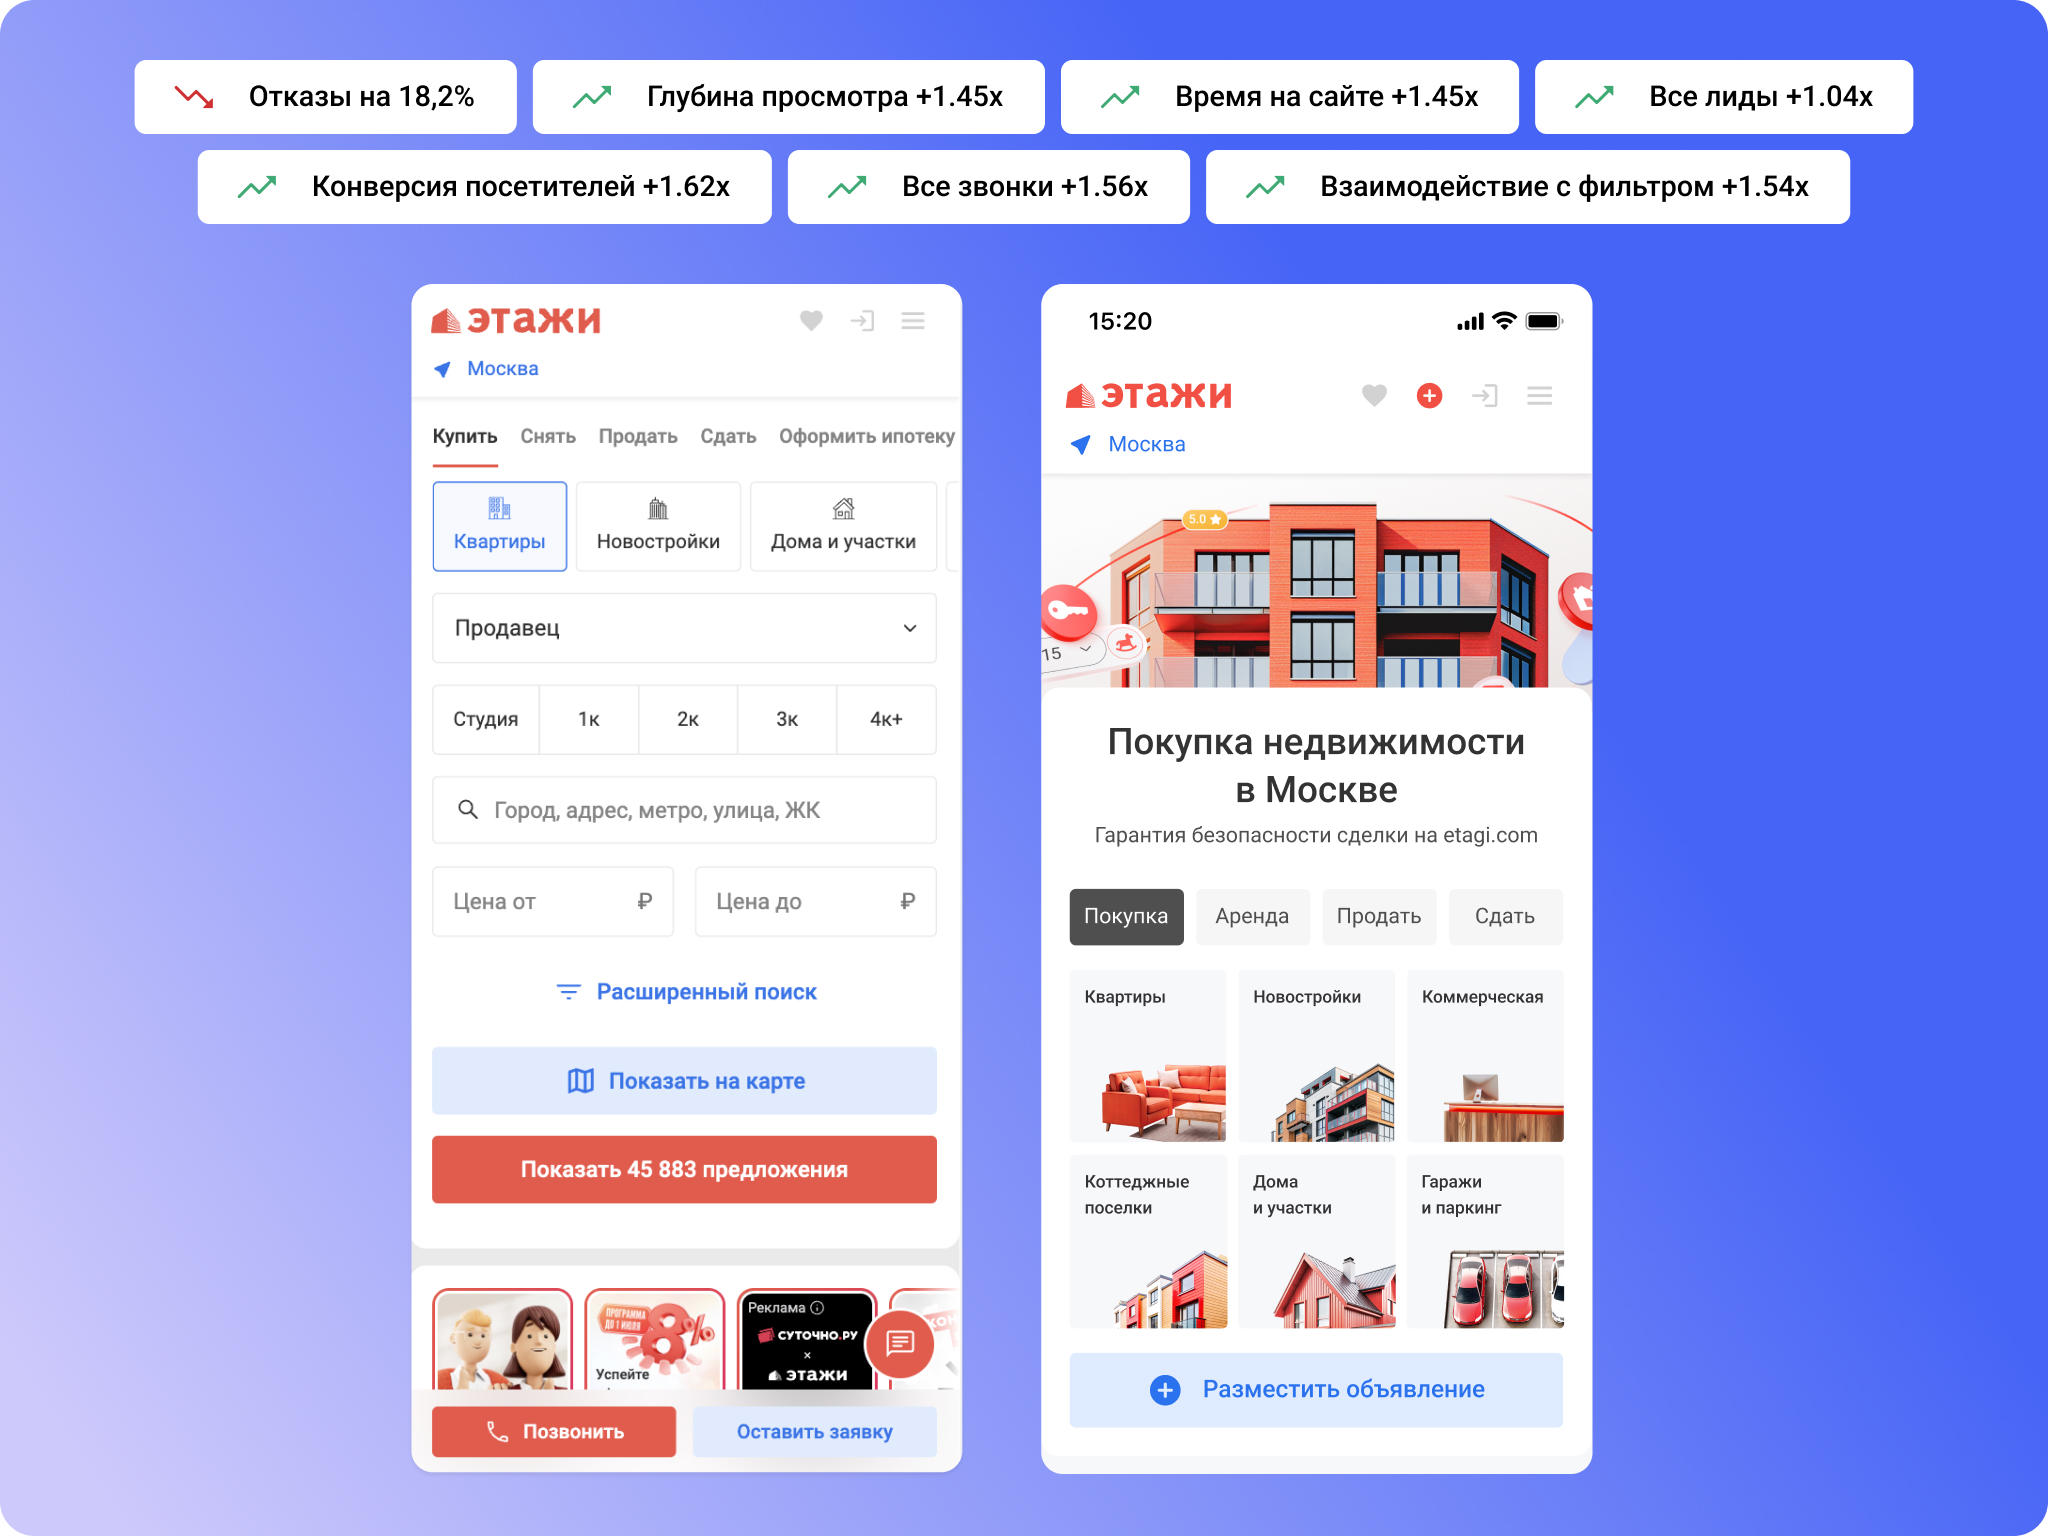 Отказы на 18,2%
Глубина просмотра +1.45x
Время на сайте +1.45x
Все лиды +1.04x
Конверсия посетителей +1.62x
Все звонки +1.56x
Взаимодействие с фильтром +1.54x
этажи
Москва
Купить Снять Продать Сдать Оформить ипотеку
Квартиры Новостройки Дома и участки
Продавец
Студия 1к 2к 3к 4к+
Город, адрес, метро, улица, ЖК
Цена от ₽ Цена до ₽
Расширенный поиск
Показать на карте
Показать 45 883 предложения
ПРОГРАММА
ДО 1 ИЮЛЯ
8%
Успейте
Реклама
СУТОЧНО.РУ
×
этажи
Позвонить Оставить заявку
15:20
этажи
Москва
5.0
15
Покупка недвижимости
в Москве
Гарантия безопасности сделки на etagi.com
Покупка Аренда Продать Сдать
Квартиры Новостройки Коммерческая
Коттеджные
поселки
Дома
и участки
Гаражи
и паркинг
Разместить объявление